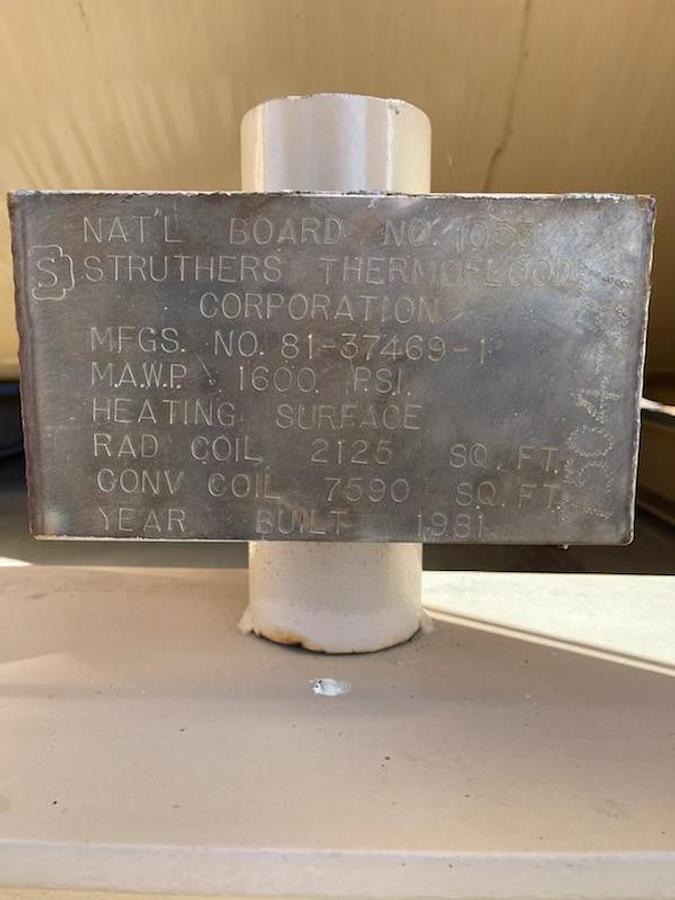 NAT'L BOARD NO. 1055
S STRUTHERS THERMOFLOOD
CORPORATION
MFGS. NO. 81-37469-1
M.A.W.P. 1600 P.S.I.
HEATING SURFACE
RAD COIL 2125 SQ. FT.
CONV COIL 7590 SQ. FT.
YEAR BUILT 1981